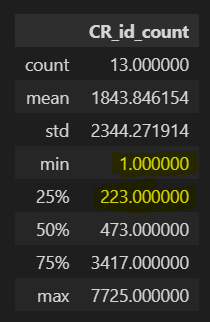 CR_id_count
count 13.000000
mean 1843.846154
std 2344.271914
min 1.000000
25% 223.000000
50% 473.000000
75% 3417.000000
max 7725.000000